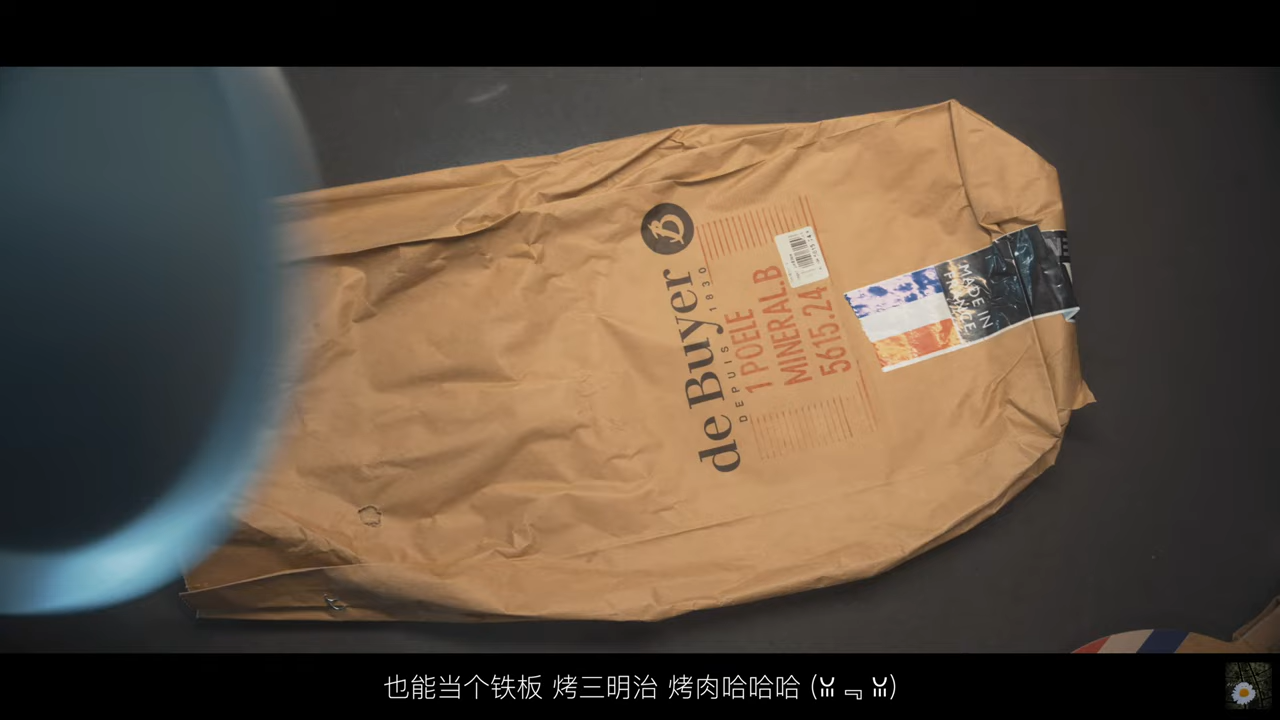 de Buyer
DEPUIS 1830
1 POELE
MINERAL.B
5615.24
MADE IN
FRANCE
也能当个铁板 烤三明治 烤肉哈哈哈 (ꈍ ﹃ ꈍ)